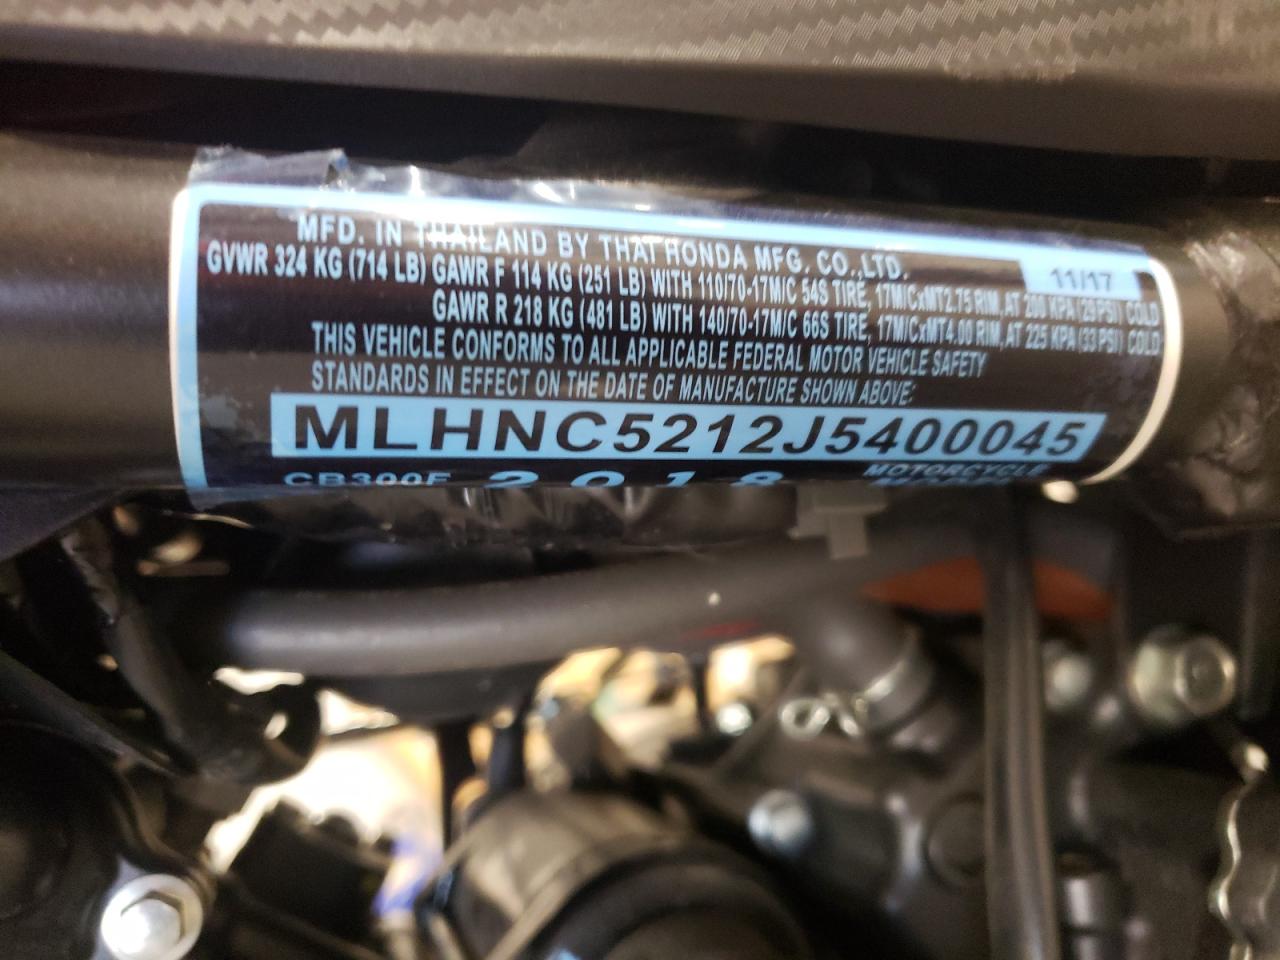 MFD. IN THAILAND BY THAI HONDA MFG. CO.,LTD. 11/17
GVWR 324 KG (714 LB) GAWR F 114 KG (251 LB) WITH 110/70-17M/C 54S TIRE, 17M/CxMT2.75 RIM, AT 200 KPA (29 PSI) COLD
GAWR R 218 KG (481 LB) WITH 140/70-17M/C 66S TIRE, 17M/CxMT4.00 RIM, AT 225 KPA (33 PSI) COLD
THIS VEHICLE CONFORMS TO ALL APPLICABLE FEDERAL MOTOR VEHICLE SAFETY
STANDARDS IN EFFECT ON THE DATE OF MANUFACTURE SHOWN ABOVE:
MLHNC5212J5400045
CB300F 2018 MOTORCYCLE